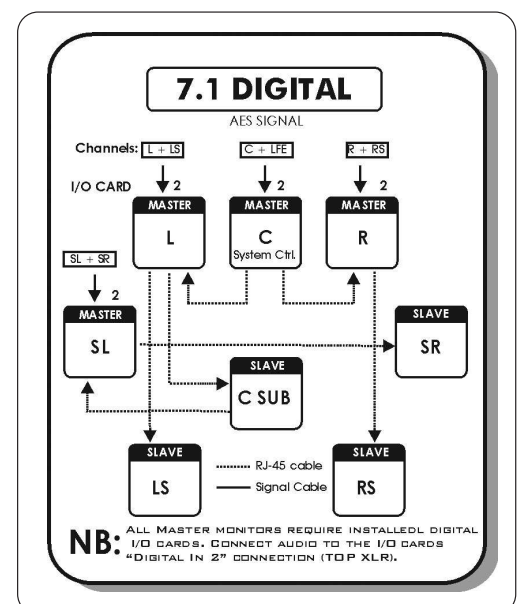 7.1 DIGITAL
AES SIGNAL
Channels: L + LS C + LFE R + RS
I/O CARD 2 2 2
MASTER MASTER MASTER
L C R
System Ctrl.
SL + SR
2
MASTER SLAVE
SL SR
SLAVE
C SUB
SLAVE SLAVE
LS RS
RJ-45 cable
Signal Cable
NB: ALL MASTER MONITORS REQUIRE INSTALLEDL DIGITAL
I/O CARDS. CONNECT AUDIO TO THE I/O CARDS
"DIGITAL IN 2" CONNECTION (TOP XLR).